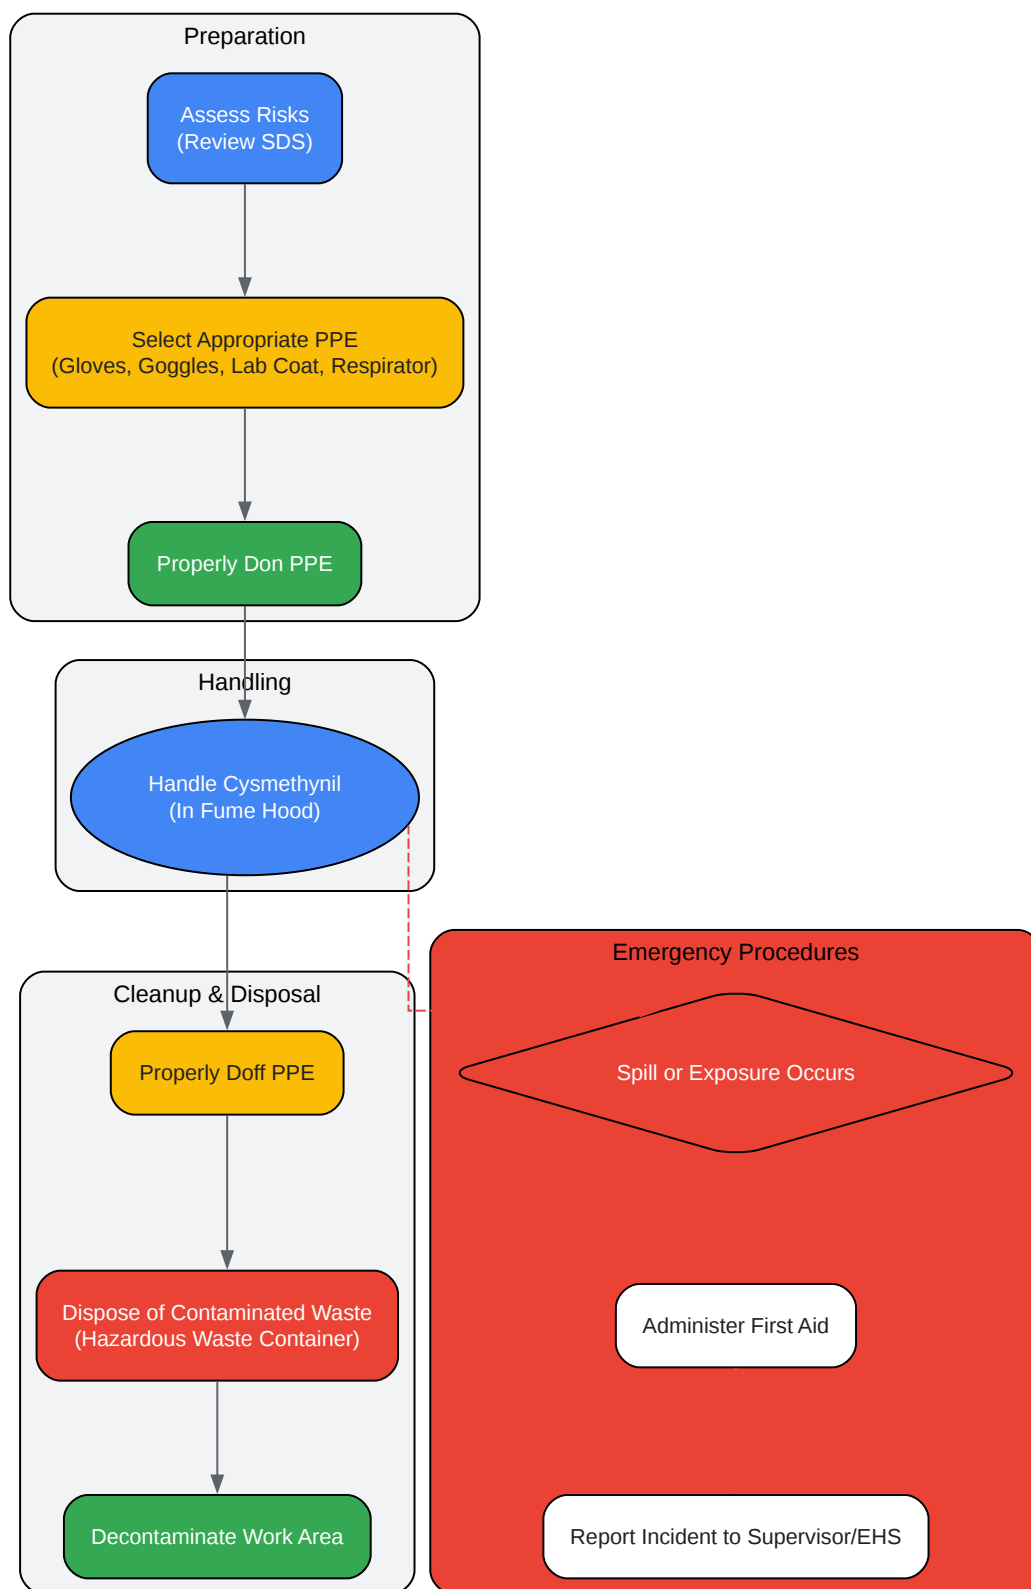 Preparation
Assess Risks
(Review SDS)
Select Appropriate PPE
(Gloves, Goggles, Lab Coat, Respirator)
Properly Don PPE
Handling
Handle Cysmethynil
(In Fume Hood)
Cleanup & Disposal
Properly Doff PPE
Dispose of Contaminated Waste
(Hazardous Waste Container)
Decontaminate Work Area
Emergency Procedures
Spill or Exposure Occurs
Administer First Aid
Report Incident to Supervisor/EHS